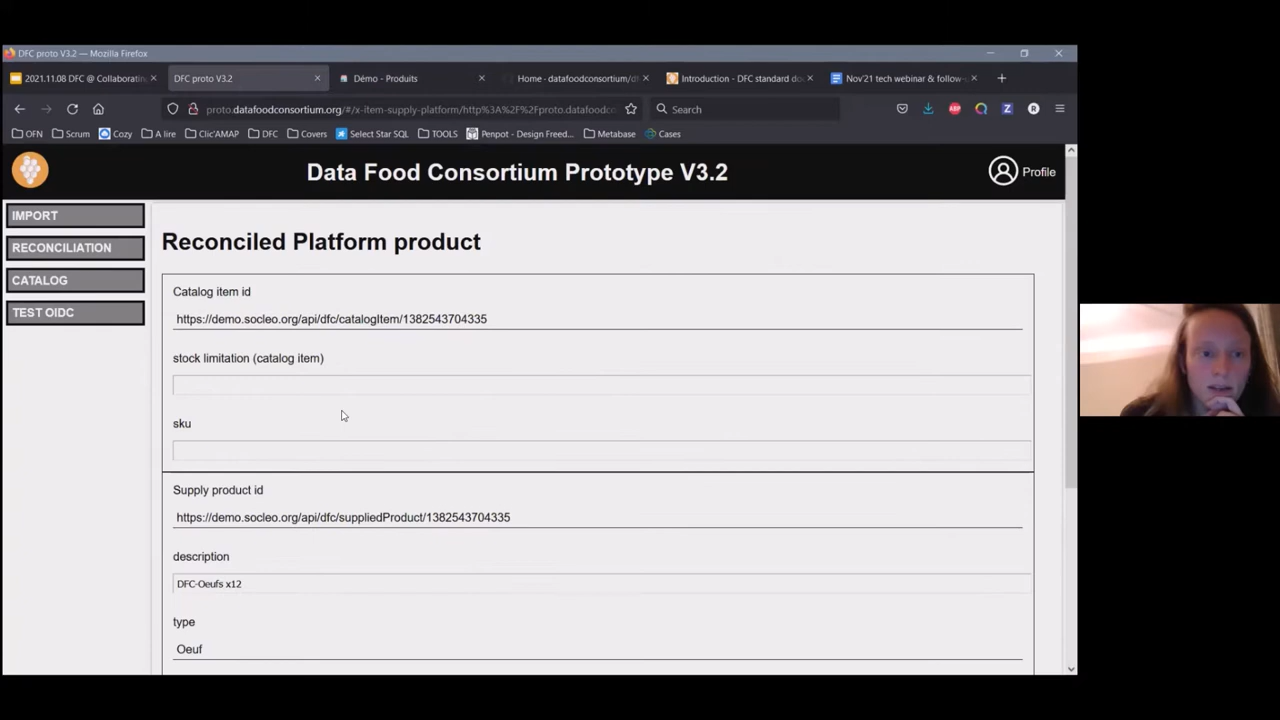 DFC proto V3.2 — Mozilla Firefox
2021.11.08 DFC @ Collaborating
DFC proto V3.2
Démo - Produits
Home · datafoodconsortium/df
Introduction - DFC standard do
Nov'21 tech webinar & follow-
proto.datafoodconsortium.org/#/x-item-supply-platform/http%3A%2F%2Fproto.datafoodc
Search
OFN
Scrum
Cozy
A lire
Clic'AMAP
DFC
Covers
Select Star SQL
TOOLS
Penpot - Design Freed...
Metabase
Cases
Data Food Consortium Prototype V3.2
Profile
IMPORT
RECONCILIATION
CATALOG
TEST OIDC
Reconciled Platform product
Catalog item id
https://demo.socleo.org/api/dfc/catalogItem/1382543704335
stock limitation (catalog item)
sku
Supply product id
https://demo.socleo.org/api/dfc/suppliedProduct/1382543704335
description
DFC-Oeufs x12
type
Oeuf